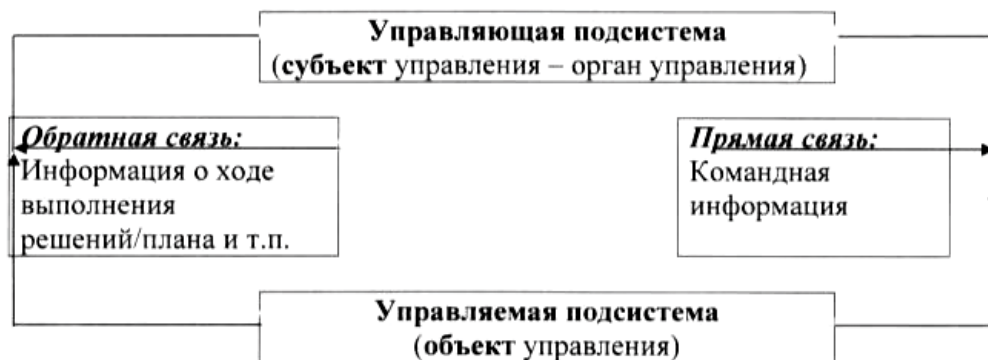 Управляющая подсистема
(субъект управления – орган управления)
Обратная связь:
Информация о ходе
выполнения
решений/плана и т.п.
Прямая связь:
Командная
информация
Управляемая подсистема
(объект управления)